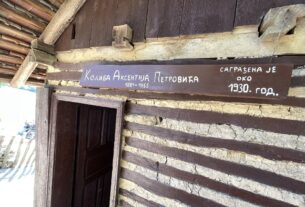 Колиба Аксентија Петровића
САГРАЂЕНА ЈЕ
ОКО
1930. ГОД.